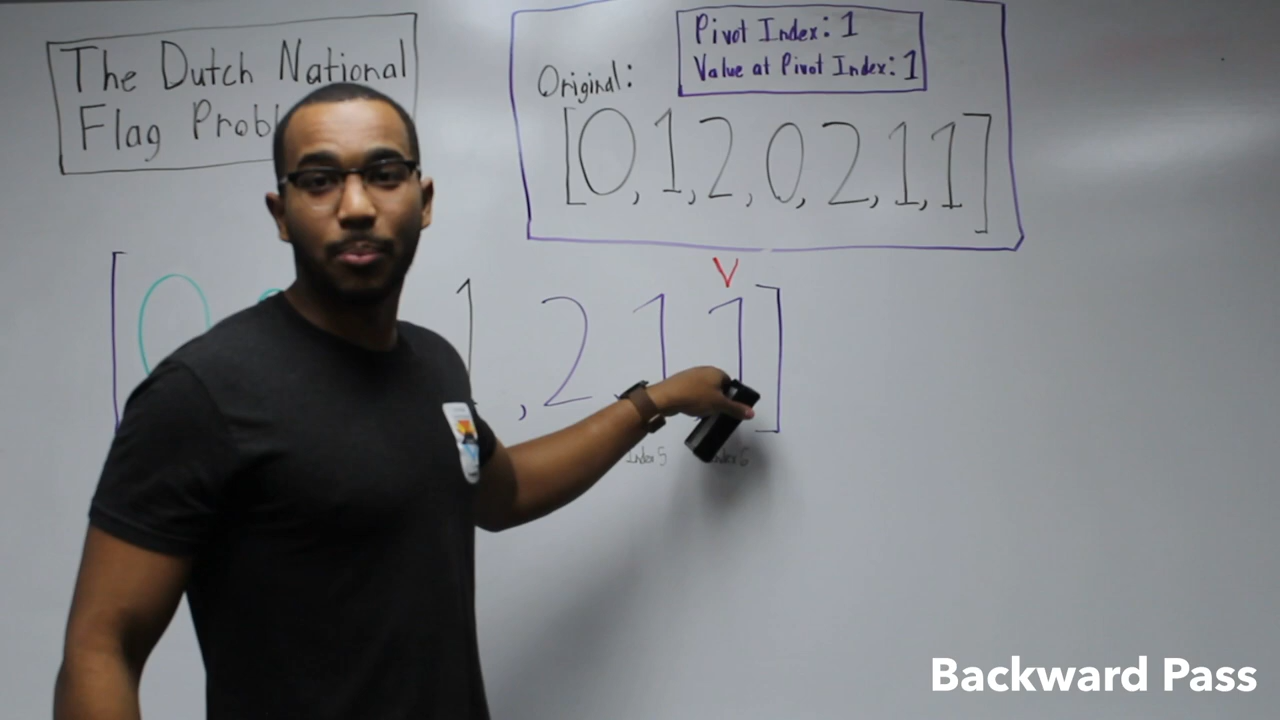 The Dutch National
Flag
Pivot Index: 1
Value at Pivot Index: 1
Original:
[0, 1, 2, 0, 2, 1, 1]
V
[0 1, 2 1 1]
Index 5
Backward Pass